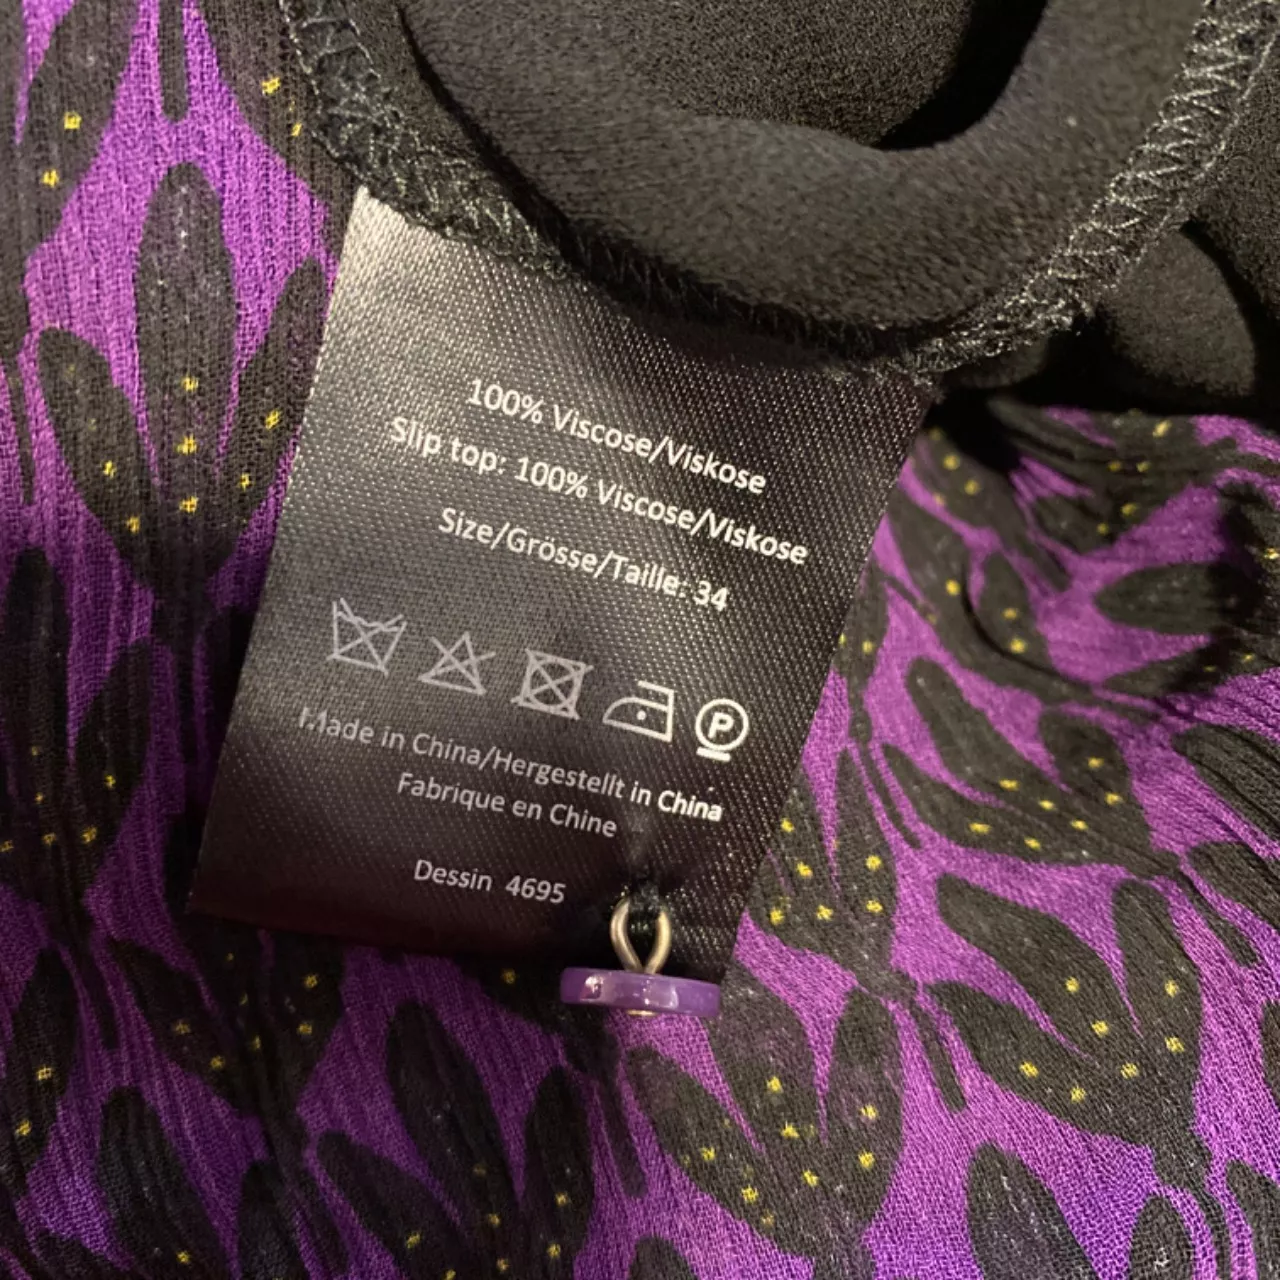 100% Viscose/Viskose
Slip top: 100% Viscose/Viskose
Size/Grösse/Taille: 34
P
Made in China/Hergestellt in China
Fabrique en Chine
Dessin 4695